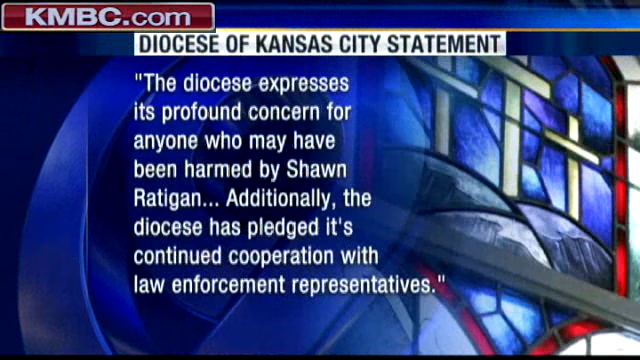 KMBC.com
DIOCESE OF KANSAS CITY STATEMENT
"The diocese expresses
its profound concern for
anyone who may have
been harmed by Shawn
Ratigan... Additionally, the
diocese has pledged it's
continued cooperation with
law enforcement representatives."